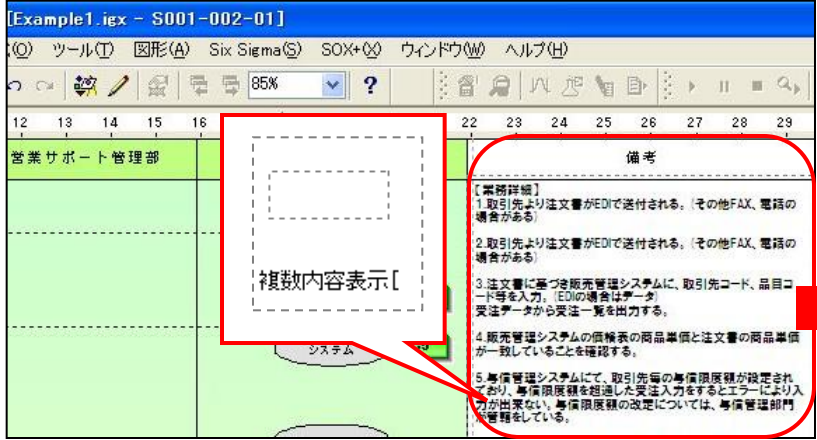 [Example1.igx - S001-002-01]
(O) ツール(T) 図形(A) Six Sigma(S) SOX+(X) ウィンドウ(W) ヘルプ(H)
85%
?
12 13 14 15 16 22 23 24 25 26 27 28 29
営業サポート管理部
備考
複数内容表示[
システム
【業務詳細】
1.取引先より注文書がEDIで送付される。(その他FAX、電話の
場合がある)
2.取引先より注文書がEDIで送付される。(その他FAX、電話の
場合がある)
3.注文書に基づき販売管理システムに、取引先コード、品目コ
ード等を入力。(EDIの場合はデータ)
受注データから受注一覧を出力する。
4.販売管理システムの価格表の商品単価と注文書の商品単価
が一致していることを確認する。
5.与信管理システムにて、取引先毎の与信限度額が設定され
ており、与信限度額を超過した受注入力をするとエラーにより入
力が出来ない。与信限度額の改定については、与信管理部門
が管轄をしている。